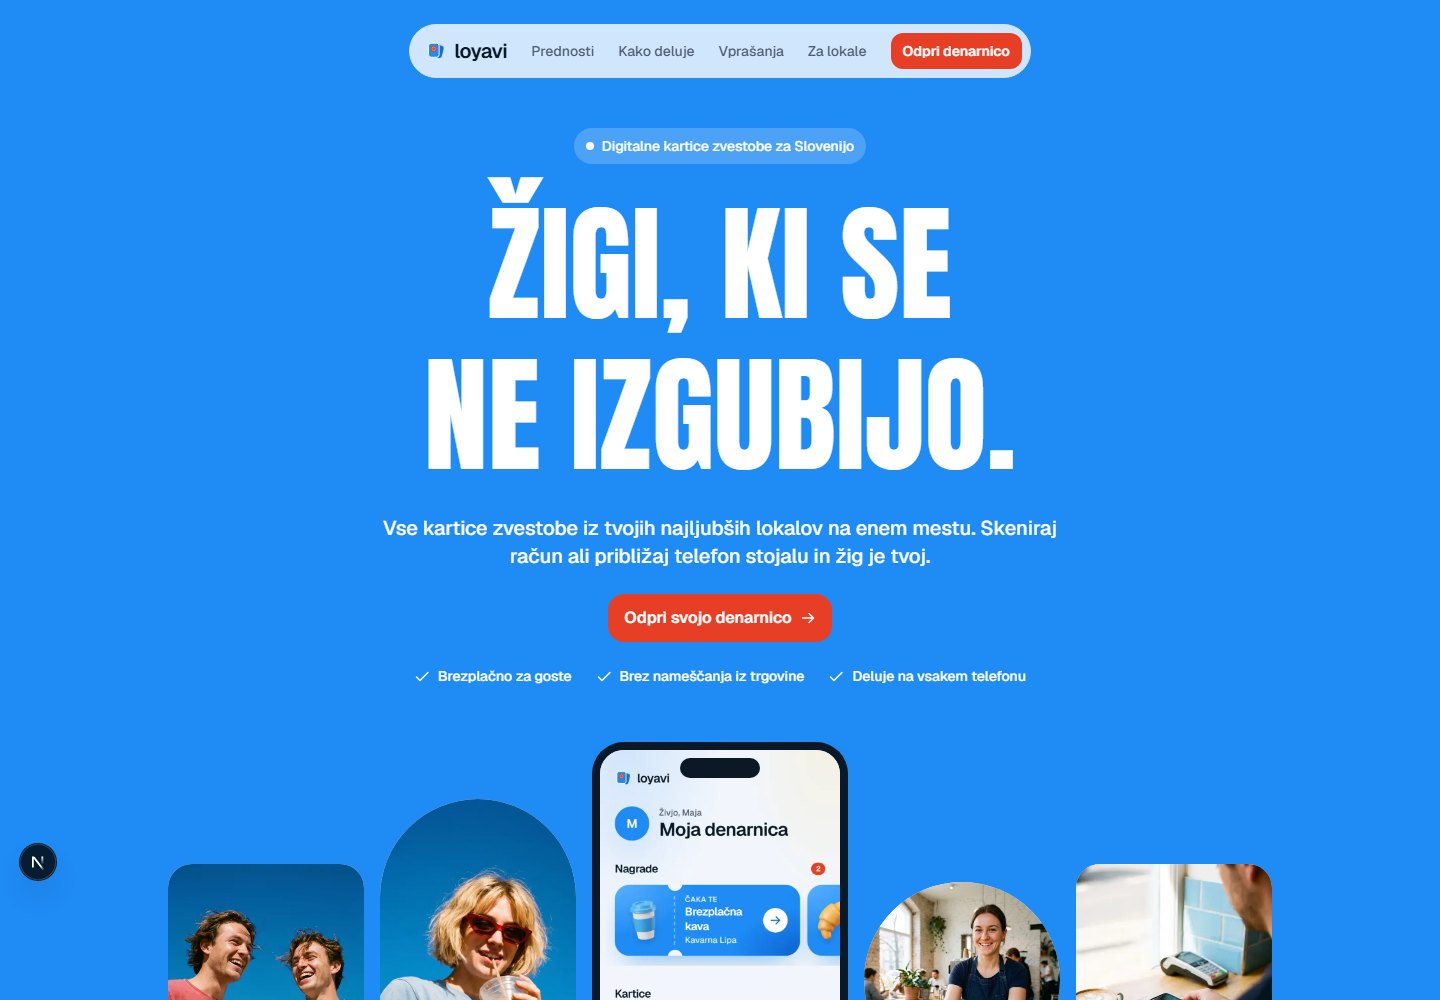 loyavi
Prednosti
Kako deluje
Vprašanja
Za lokale
Odpri denarnico
Digitalne kartice zvestobe za Slovenijo
ŽIGI, KI SE
NE IZGUBIJO.
Vse kartice zvestobe iz tvojih najljubših lokalov na enem mestu. Skeniraj
račun ali približaj telefon stojalu in žig je tvoj.
Odpri svojo denarnico →
Brezplačno za goste
Brez nameščanja iz trgovine
Deluje na vsakem telefonu
loyavi
M
Živjo, Maja
Moja denarnica
Nagrade
2
ČAKA TE
Brezplačna
kava
Kavarna Lipa
Kartice
N